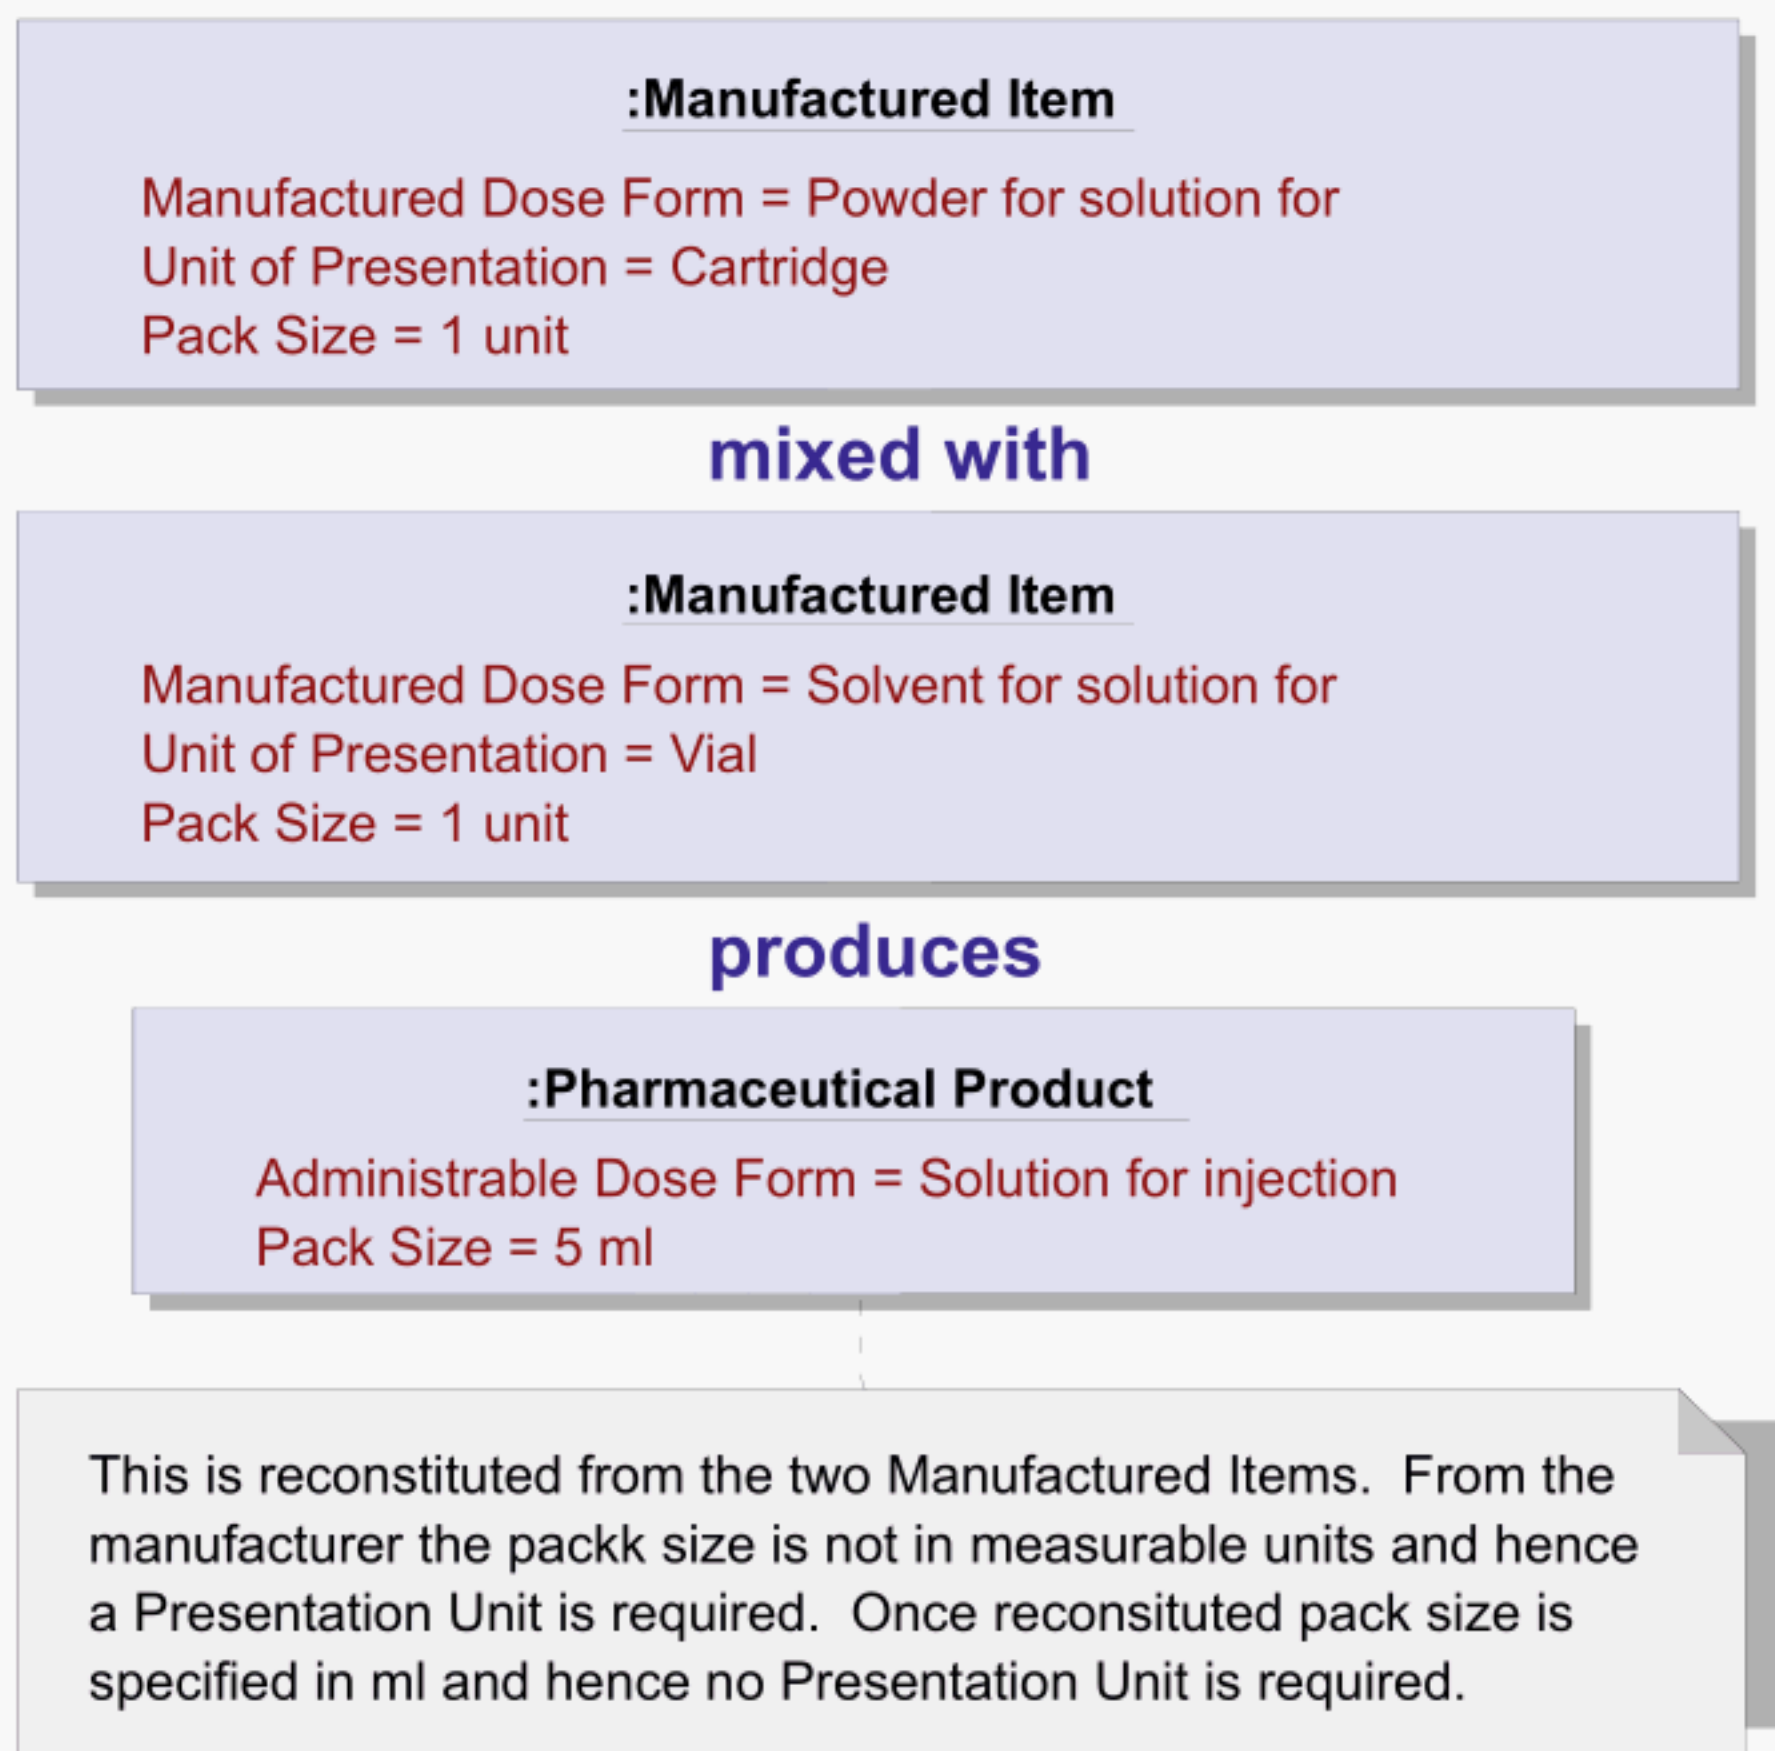 :Manufactured Item
Manufactured Dose Form = Powder for solution for
Unit of Presentation = Cartridge
Pack Size = 1 unit
mixed with
:Manufactured Item
Manufactured Dose Form = Solvent for solution for
Unit of Presentation = Vial
Pack Size = 1 unit
produces
:Pharmaceutical Product
Administrable Dose Form = Solution for injection
Pack Size = 5 ml
This is reconstituted from the two Manufactured Items.  From the
manufacturer the packk size is not in measurable units and hence
a Presentation Unit is required.  Once reconsituted pack size is
specified in ml and hence no Presentation Unit is required.